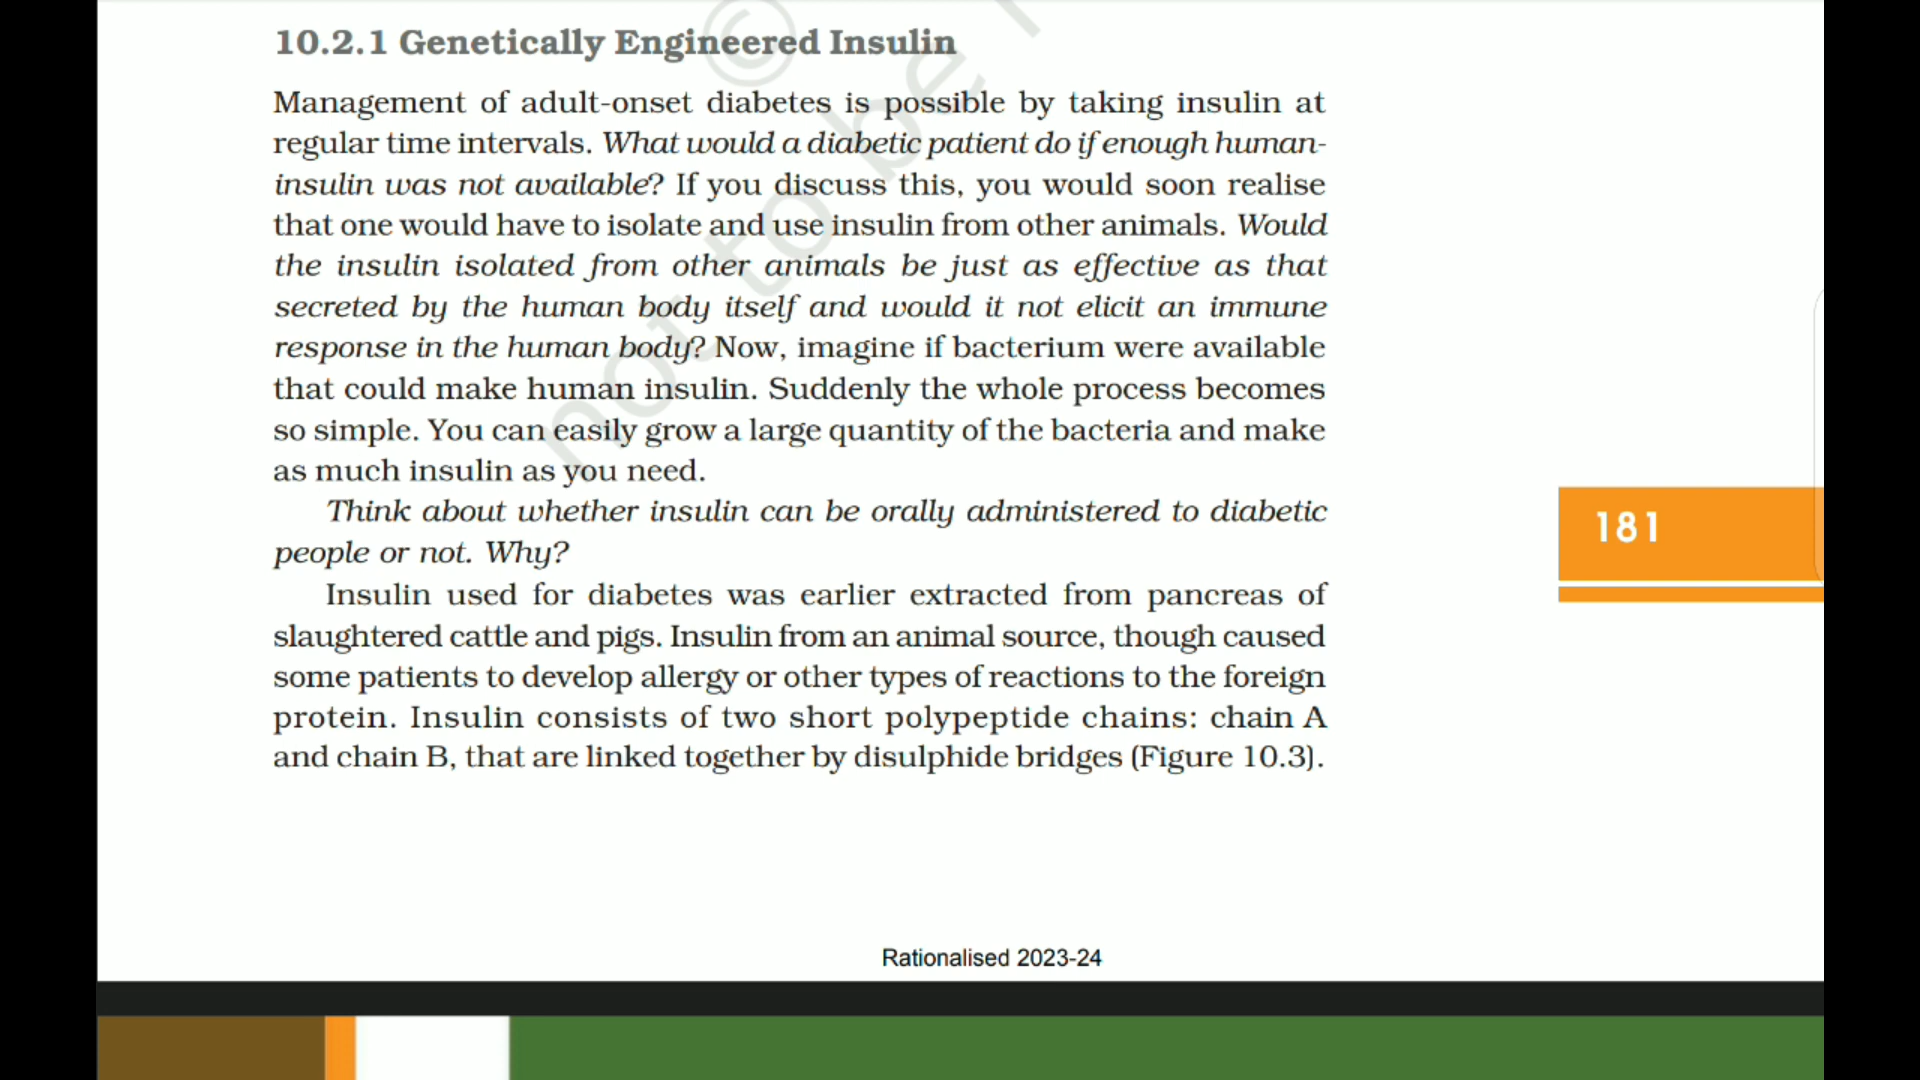 10.2.1 Genetically Engineered Insulin
Management of adult-onset diabetes is possible by taking insulin at
regular time intervals. What would a diabetic patient do if enough human-
insulin was not available? If you discuss this, you would soon realise
that one would have to isolate and use insulin from other animals. Would
the insulin isolated from other animals be just as effective as that
secreted by the human body itself and would it not elicit an immune
response in the human body? Now, imagine if bacterium were available
that could make human insulin. Suddenly the whole process becomes
so simple. You can easily grow a large quantity of the bacteria and make
as much insulin as you need.
Think about whether insulin can be orally administered to diabetic
people or not. Why?
Insulin used for diabetes was earlier extracted from pancreas of
slaughtered cattle and pigs. Insulin from an animal source, though caused
some patients to develop allergy or other types of reactions to the foreign
protein. Insulin consists of two short polypeptide chains: chain A
and chain B, that are linked together by disulphide bridges (Figure 10.3).
181
Rationalised 2023-24
©
not to be